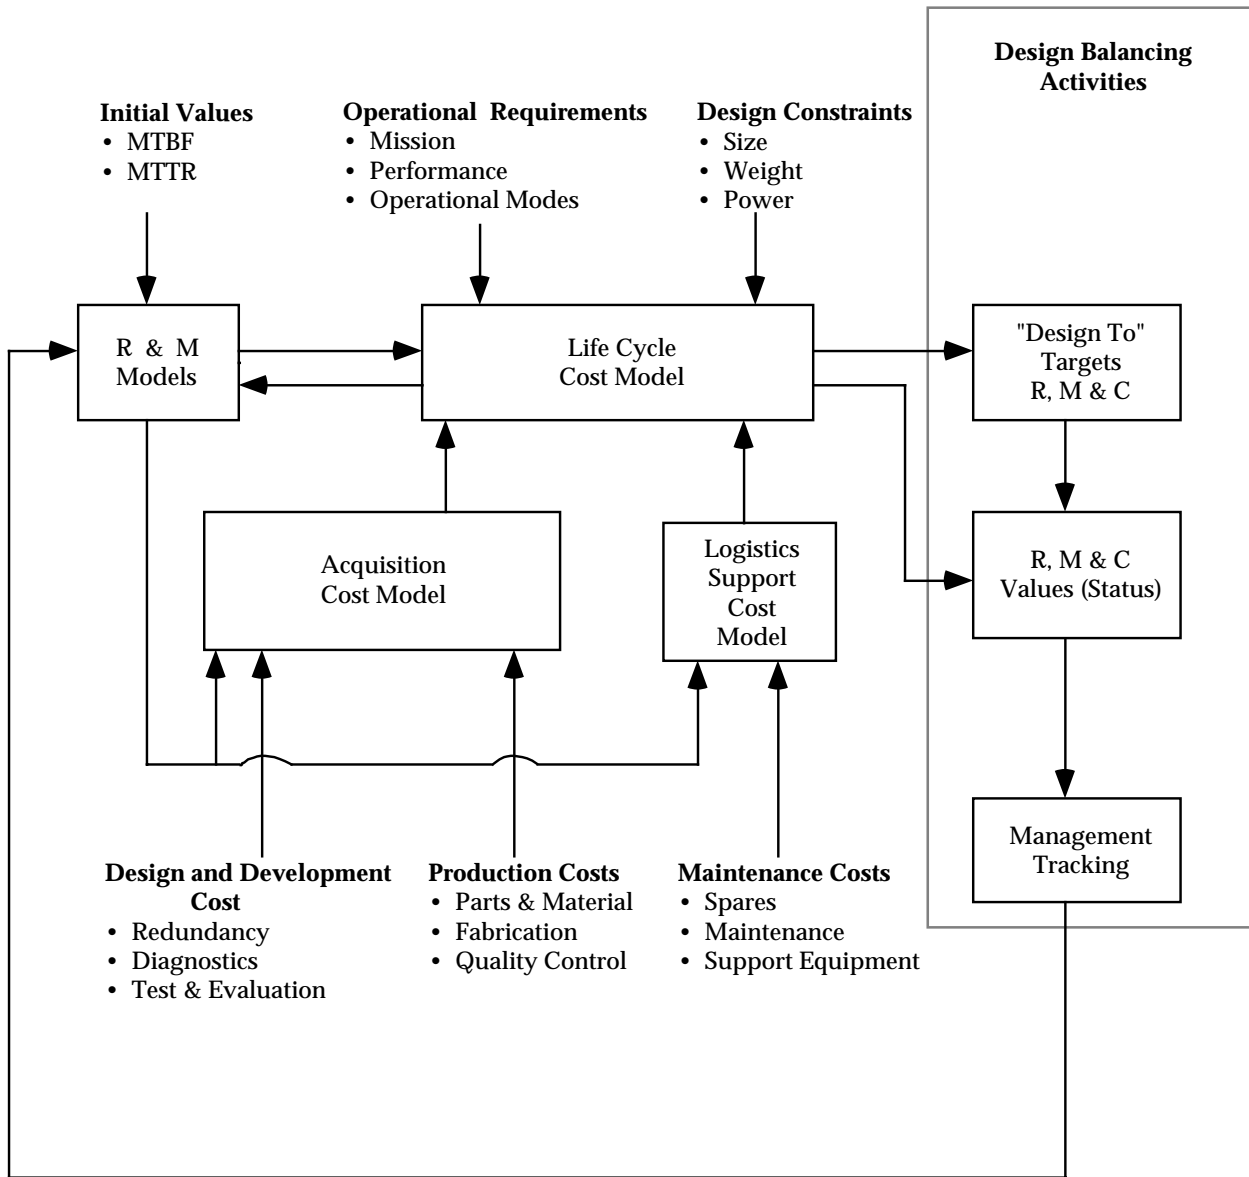 Design Balancing
Activities
Initial Values
• MTBF
• MTTR
Operational Requirements
• Mission
• Performance
• Operational Modes
Design Constraints
• Size
• Weight
• Power
R & M
Models
Life Cycle
Cost Model
"Design To"
Targets
R, M & C
Acquisition
Cost Model
Logistics
Support
Cost
Model
R, M & C
Values (Status)
Management
Tracking
Design and Development
Cost
• Redundancy
• Diagnostics
• Test & Evaluation
Production Costs
• Parts & Material
• Fabrication
• Quality Control
Maintenance Costs
• Spares
• Maintenance
• Support Equipment